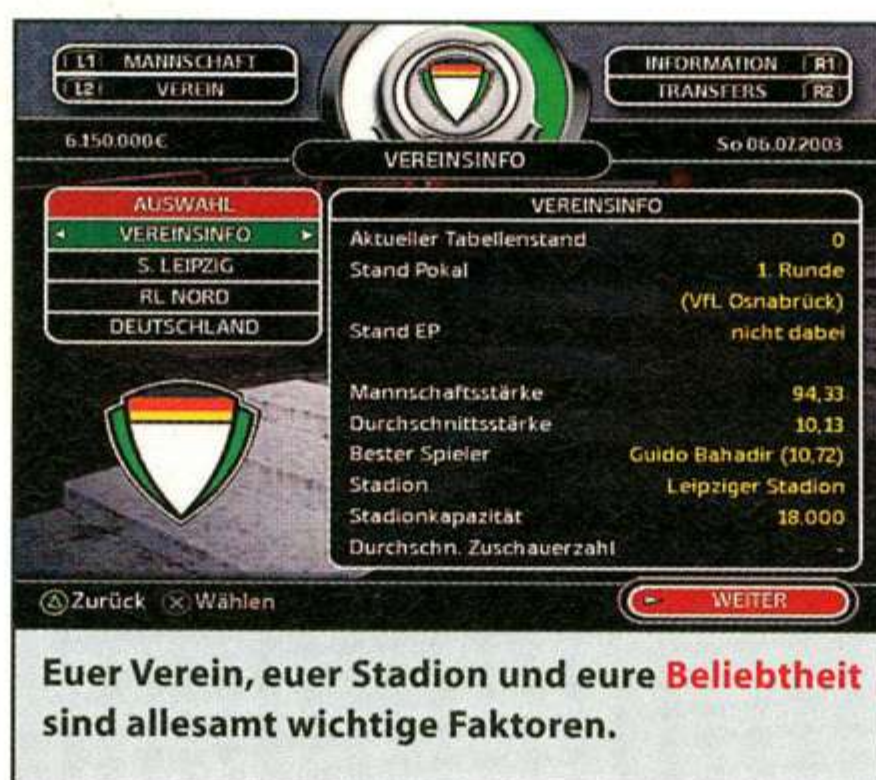 L1 MANNSCHAFT
L2 VEREIN
INFORMATION R1
TRANSFERS R2
6.150.000€
VEREINSINFO
So 06.07.2003
AUSWAHL
VEREINSINFO
S. LEIPZIG
RL NORD
DEUTSCHLAND
VEREINSINFO
Aktueller Tabellenstand 0
Stand Pokal 1. Runde
(VfL Osnabrück)
Stand EP nicht dabei
Mannschaftsstärke 94,33
Durchschnittsstärke 10,13
Bester Spieler Guido Bahadir (10,72)
Stadion Leipziger Stadion
Stadionkapazität 18.000
Durchschn. Zuschauerzahl -
Zurück Wählen
WEITER
Euer Verein, euer Stadion und eure Beliebtheit
sind allesamt wichtige Faktoren.